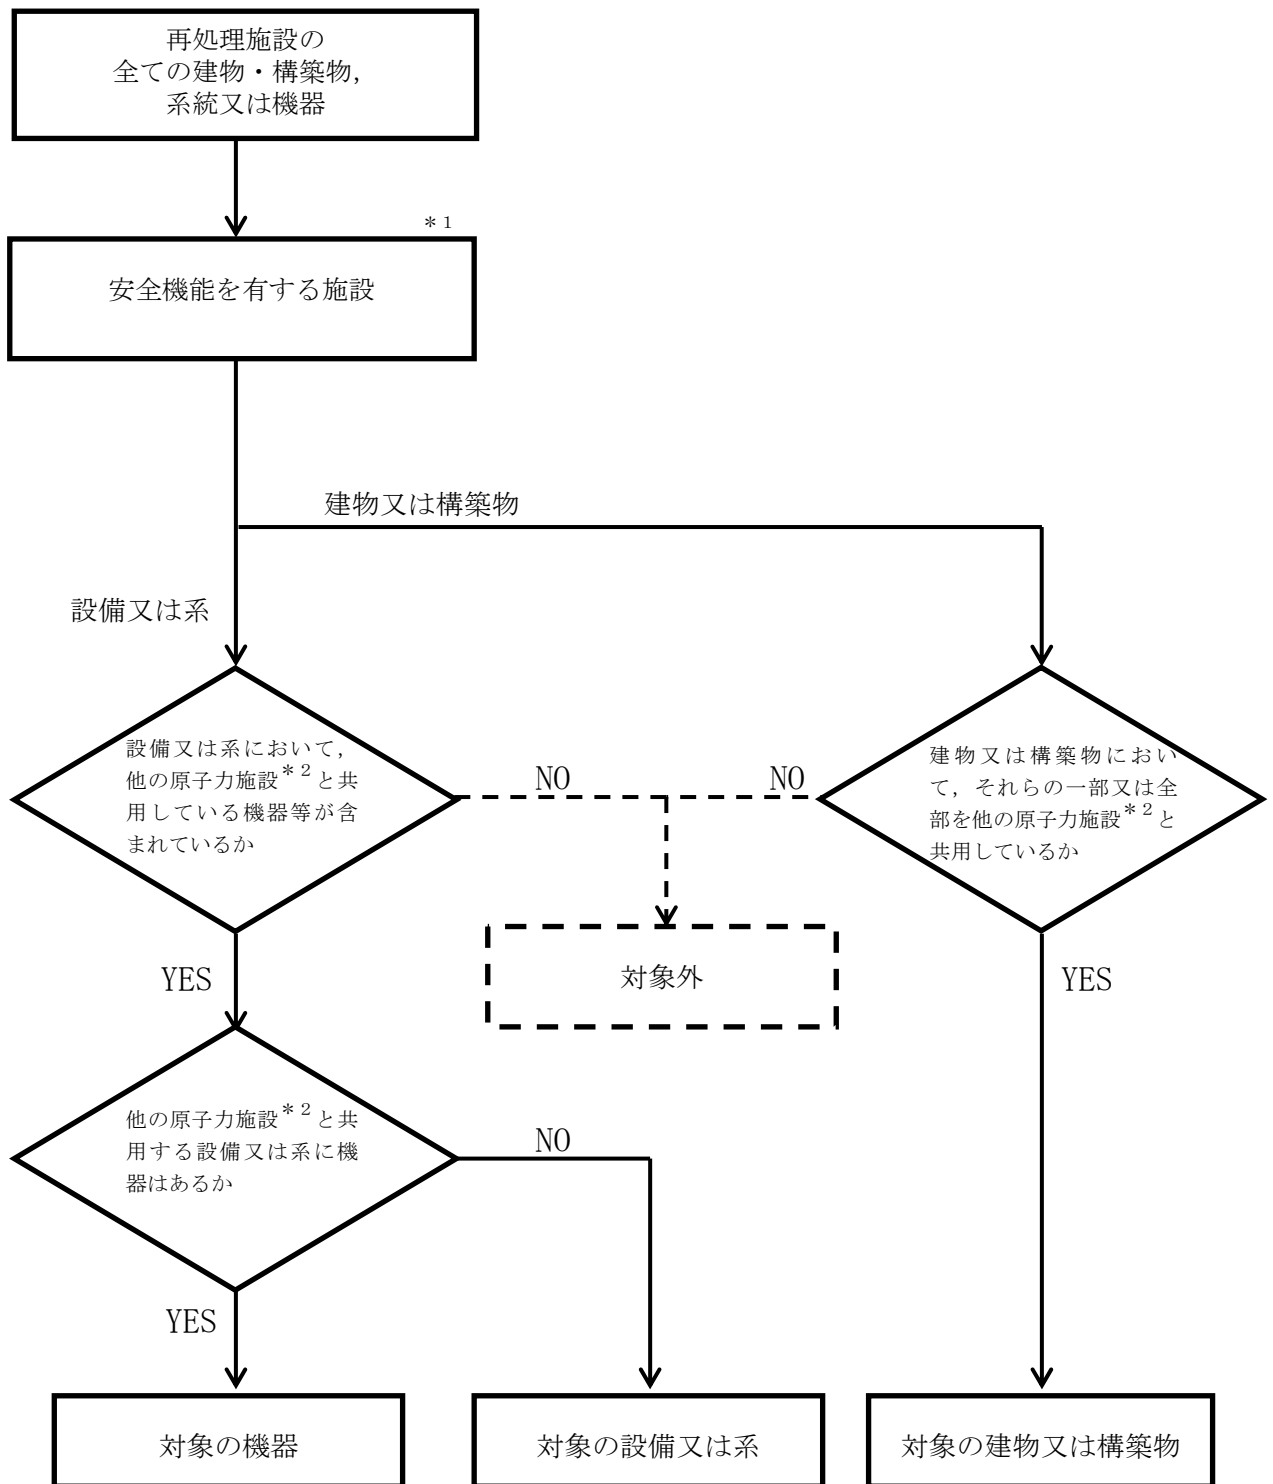 再処理施設の
全ての建物・構築物,
系統又は機器
＊1
安全機能を有する施設
建物又は構築物
設備又は系
設備又は系において,
他の原子力施設＊2と共
用している機器等が含
まれているか
NO
NO
建物又は構築物におい
て, それらの一部又は全
部を他の原子力施設＊2と
共用しているか
対象外
YES
YES
他の原子力施設＊2と共
用する設備又は系に機
器はあるか
NO
YES
対象の機器
対象の設備又は系
対象の建物又は構築物